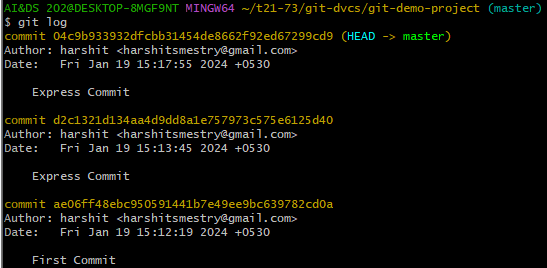 AI&DS 2020@DESKTOP-8MGF9NT MINGW64 ~/t21-73/git-dvcs/git-demo-project (master)
$ git log
commit 04c9b933932dfcbb31454de8662f92ed67299cd9 (HEAD -> master)
Author: harshit <harshitsmestry@gmail.com>
Date:   Fri Jan 19 15:17:55 2024 +0530

    Express Commit

commit d2c1321d134aa4d9dd8a1e757973c575e6125d40
Author: harshit <harshitsmestry@gmail.com>
Date:   Fri Jan 19 15:13:45 2024 +0530

    Express Commit

commit ae06ff48ebc950591441b7e49ee9bc639782cd0a
Author: harshit <harshitsmestry@gmail.com>
Date:   Fri Jan 19 15:12:19 2024 +0530

    First Commit